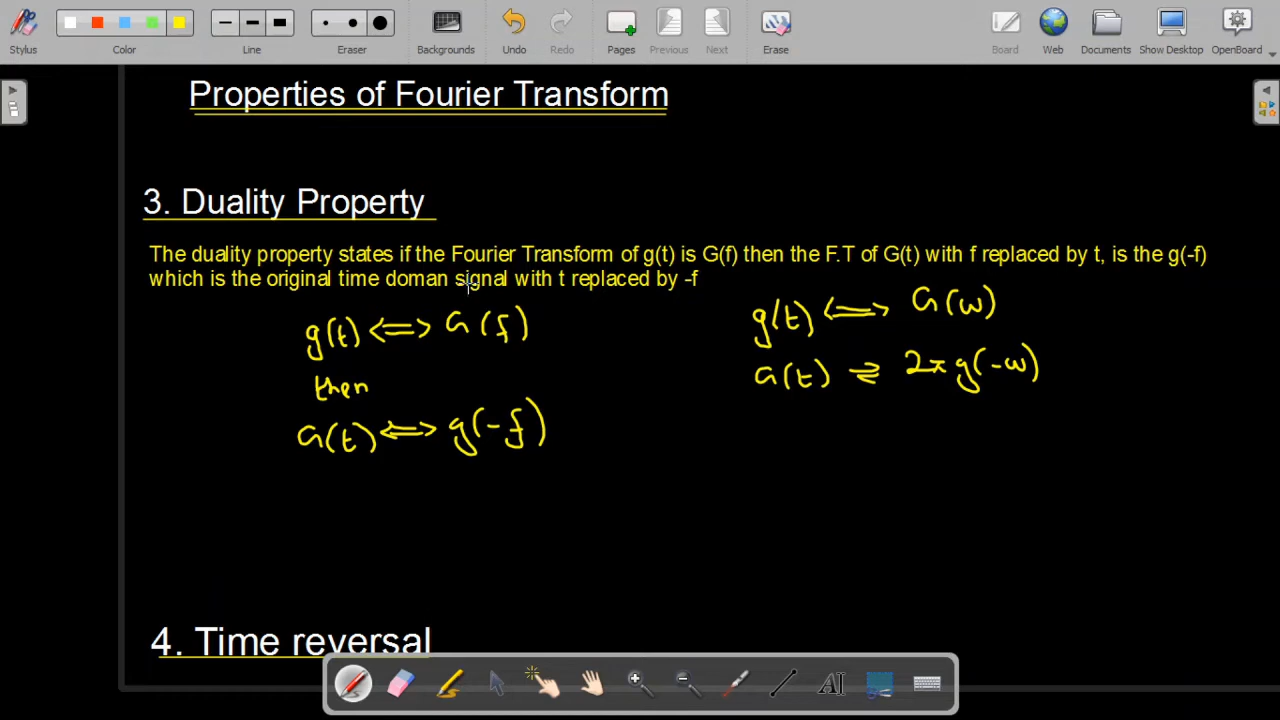 Stylus
Color
Line
Eraser
Backgrounds
Undo
Redo
Pages
Previous
Next
Erase
Board
Web
Documents
Show Desktop
OpenBoard
Properties of Fourier Transform
3. Duality Property
The duality property states if the Fourier Transform of g(t) is G(f) then the F.T of G(t) with f replaced by t, is the g(-f)
which is the original time doman signal with t replaced by -f
g(t) ⟺ G(f)
then
G(t) ⟺ g(-f)
g(t) ⟺ G(ω)
G(t) ⇌ 2π g(-ω)
4. Time reversal
AI